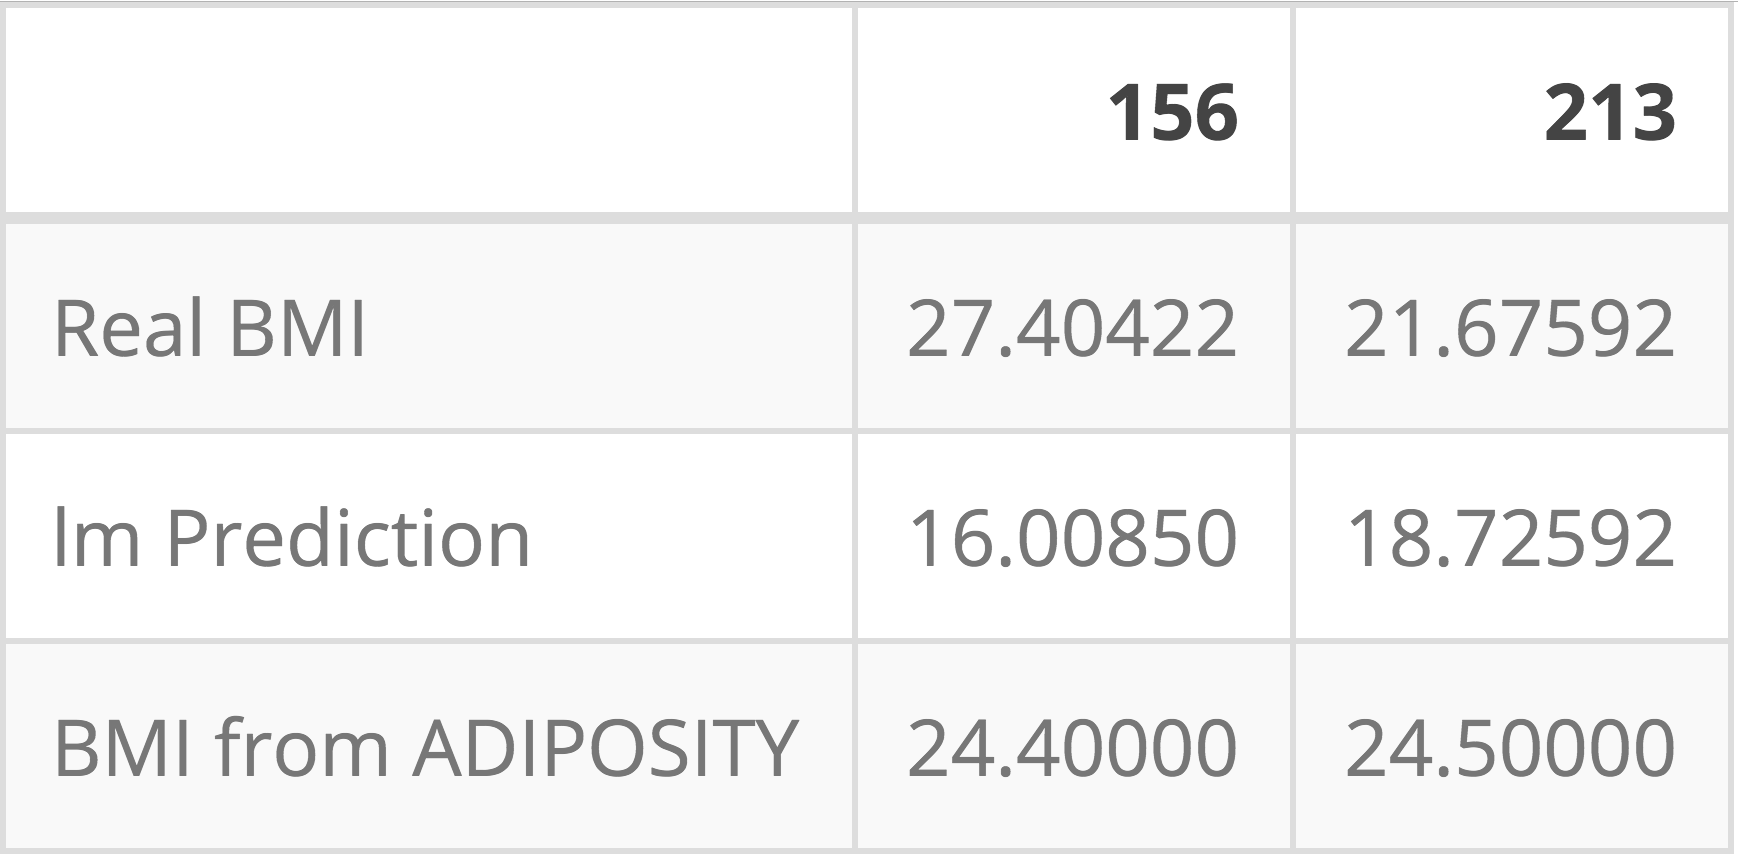 156 213
Real BMI 27.40422 21.67592
lm Prediction 16.00850 18.72592
BMI from ADIPOSITY 24.40000 24.50000